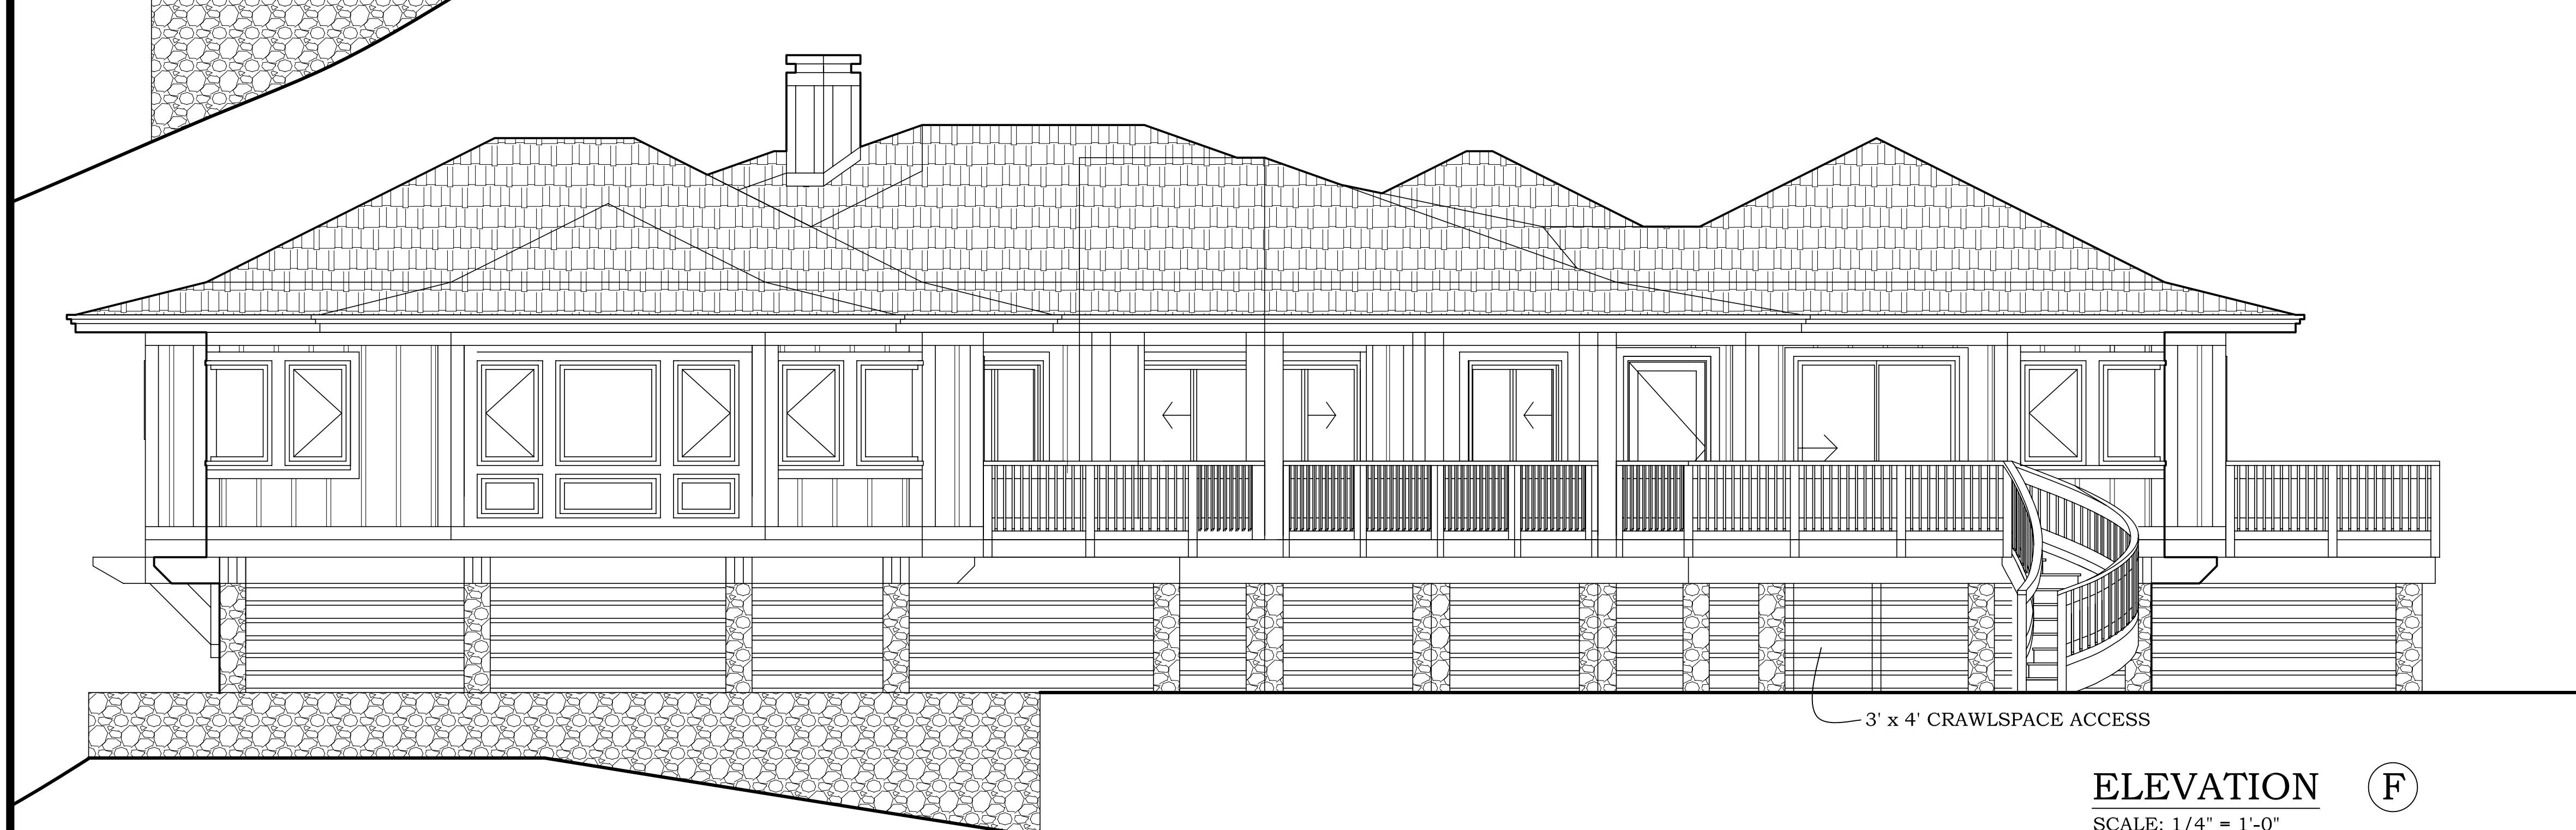 3' x 4' CRAWLSPACE ACCESS
ELEVATION F
SCALE: 1/4" = 1'-0"